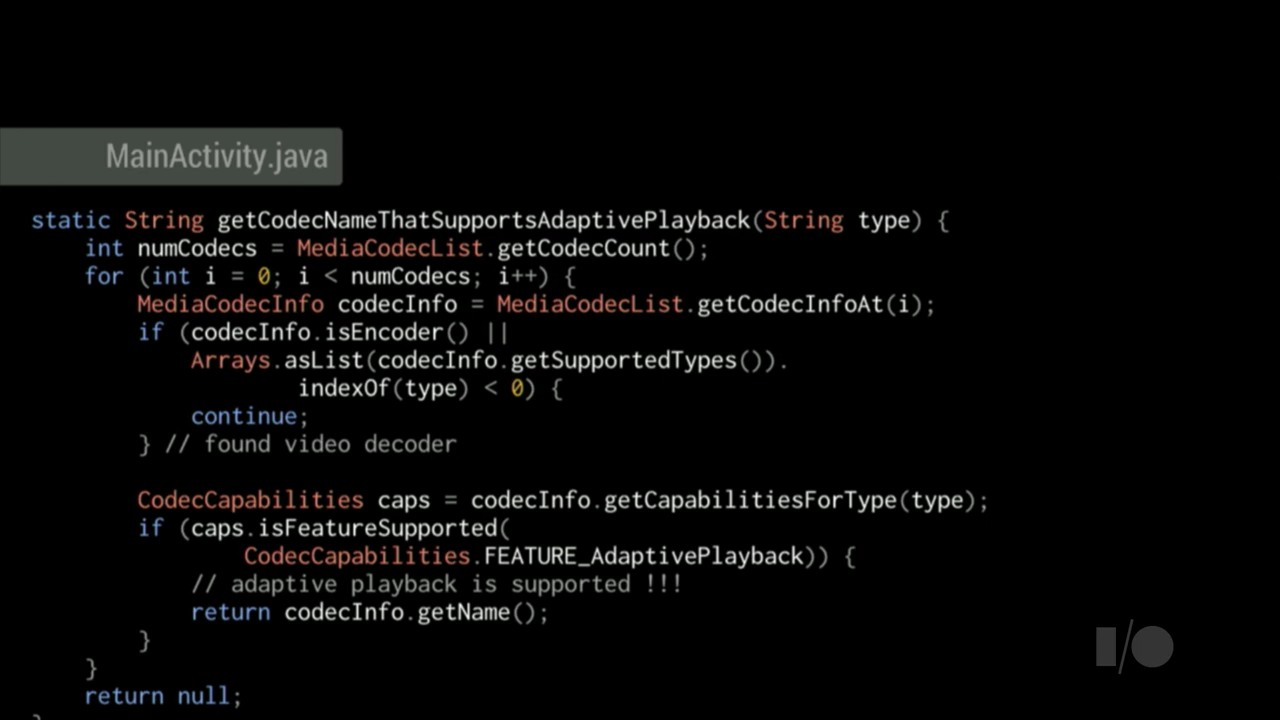 MainActivity.java
static String getCodecNameThatSupportsAdaptivePlayback(String type) {
    int numCodecs = MediaCodecList.getCodecCount();
    for (int i = 0; i < numCodecs; i++) {
        MediaCodecInfo codecInfo = MediaCodecList.getCodecInfoAt(i);
        if (codecInfo.isEncoder() ||
            Arrays.asList(codecInfo.getSupportedTypes()).
                    indexOf(type) < 0) {
            continue;
        } // found video decoder

        CodecCapabilities caps = codecInfo.getCapabilitiesForType(type);
        if (caps.isFeatureSupported(
                CodecCapabilities.FEATURE_AdaptivePlayback)) {
            // adaptive playback is supported !!!
            return codecInfo.getName();
        }
    }
    return null;
}
I/O